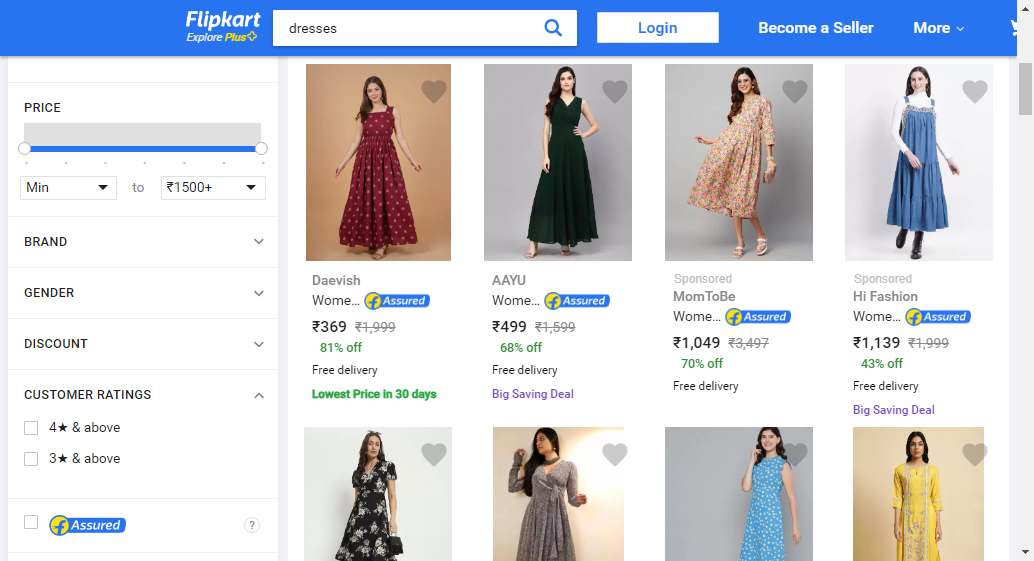 Flipkart
Explore Plus
dresses
Login
Become a Seller
More
PRICE
Min
to
₹1500+
BRAND
GENDER
DISCOUNT
CUSTOMER RATINGS
4★ & above
3★ & above
Assured
?
Daevish
Wome... Assured
₹369 ₹1,999
81% off
Free delivery
Lowest Price in 30 days
AAYU
Wome... Assured
₹499 ₹1,599
68% off
Free delivery
Big Saving Deal
Sponsored
MomToBe
Wome... Assured
₹1,049 ₹3,497
70% off
Free delivery
Sponsored
Hi Fashion
Wome... Assured
₹1,139 ₹1,999
43% off
Free delivery
Big Saving Deal